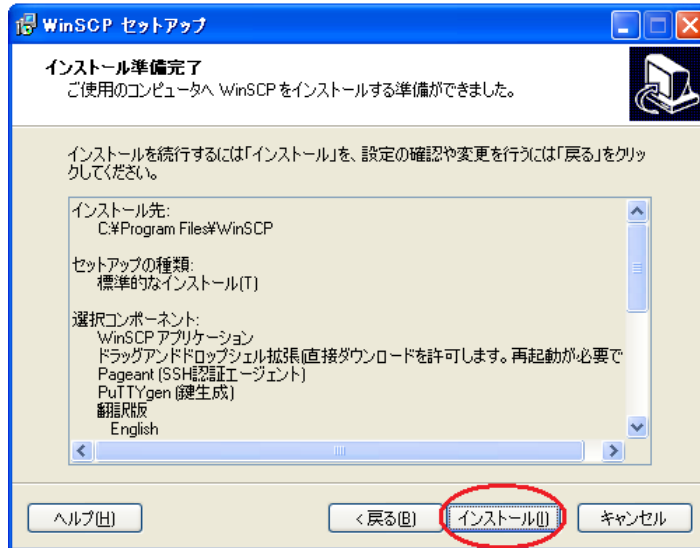 WinSCP セットアップ
インストール準備完了
ご使用のコンピュータへ WinSCP をインストールする準備ができました。
インストールを続行するには「インストール」を、設定の確認や変更を行うには「戻る」をクリッ
クしてください。
インストール先:
C:¥Program Files¥WinSCP
セットアップの種類:
標準的なインストール(T)
選択コンポーネント:
WinSCP アプリケーション
ドラッグアンドドロップシェル拡張(直接ダウンロードを許可します。再起動が必要で
Pageant (SSH認証エージェント)
PuTTYgen (鍵生成)
翻訳版
English
ヘルプ(H)
< 戻る(B)
インストール(I)
キャンセル